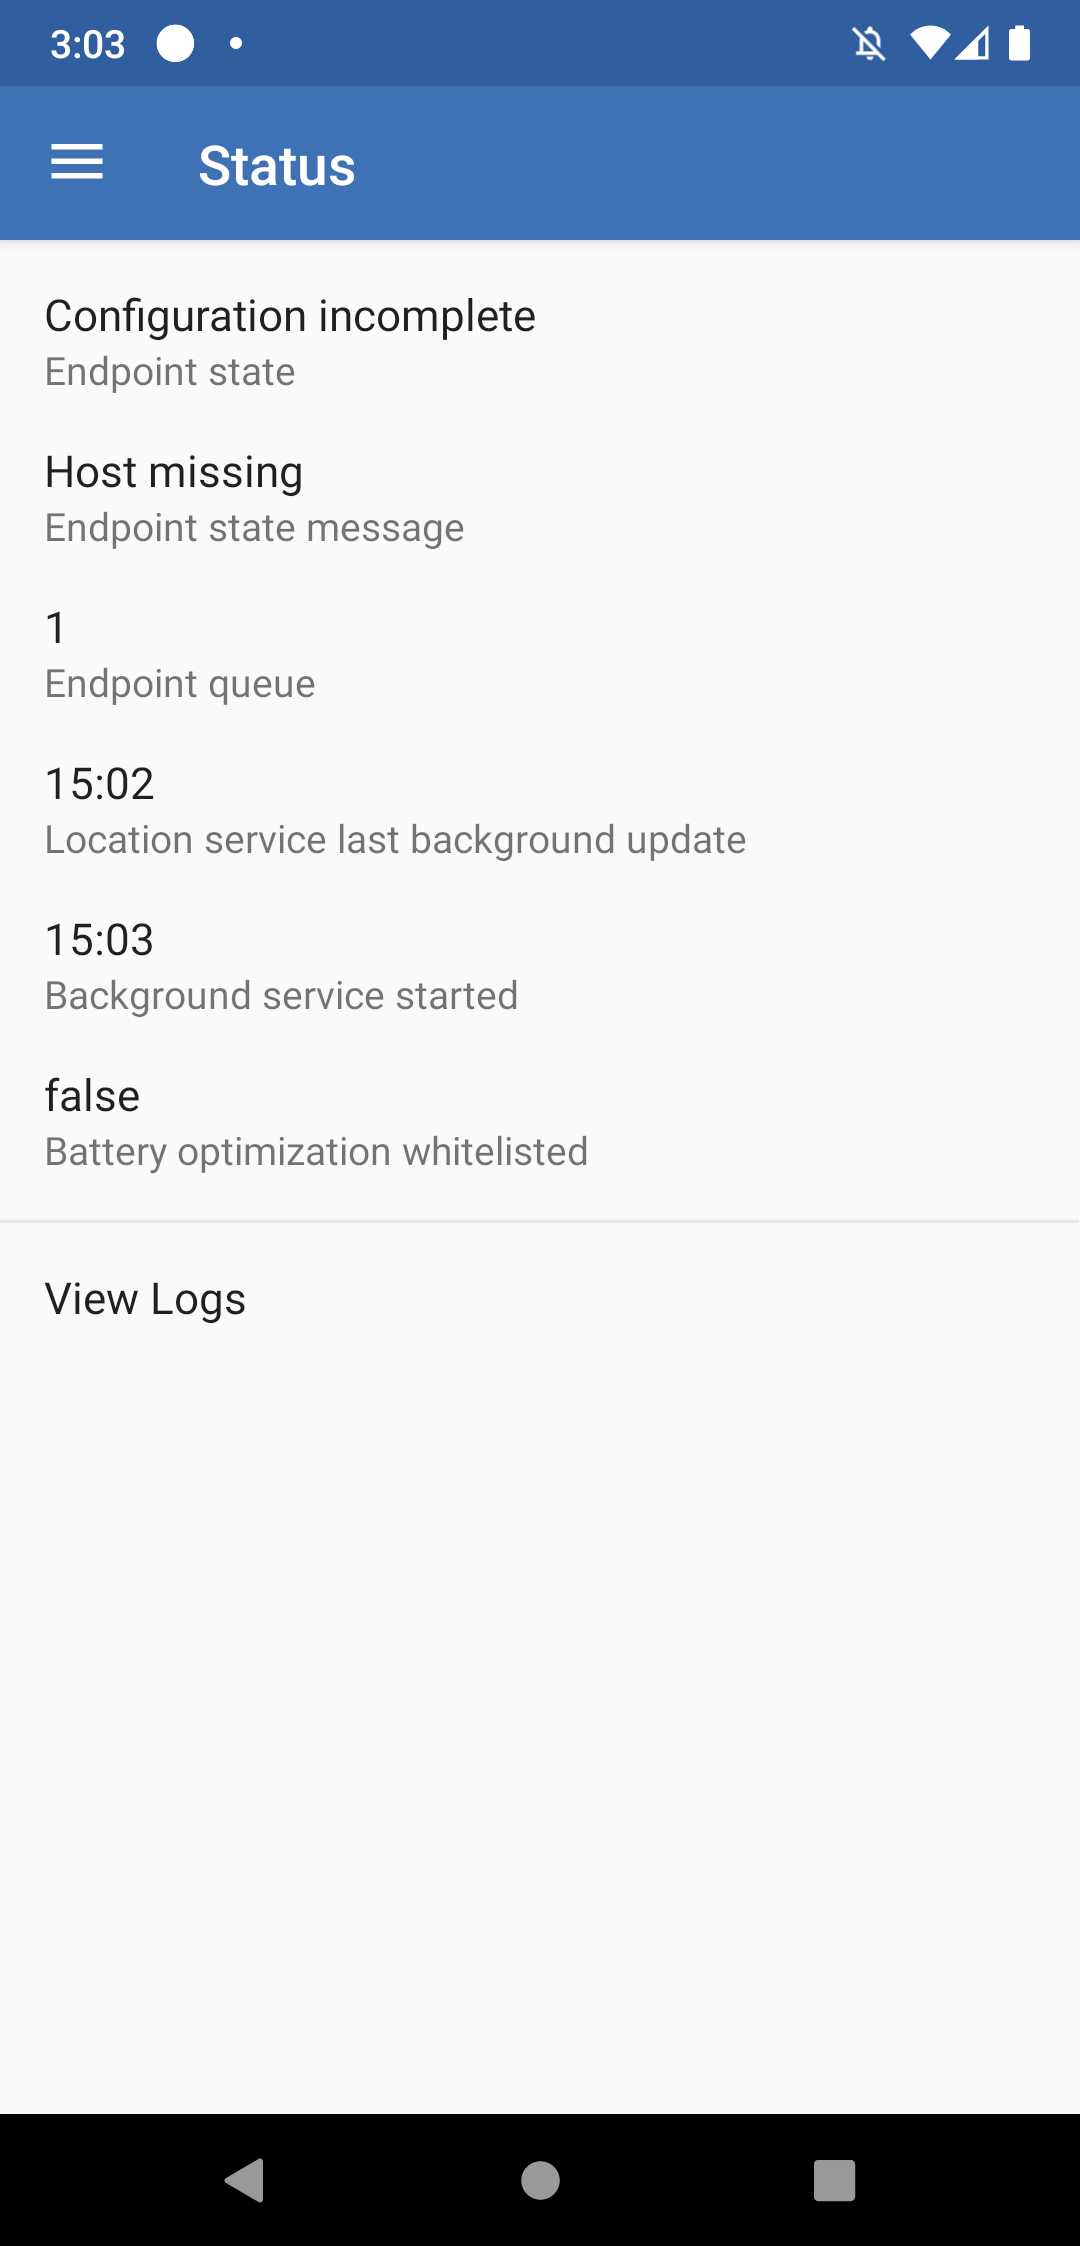 3:03
Status
Configuration incomplete
Endpoint state
Host missing
Endpoint state message
1
Endpoint queue
15:02
Location service last background update
15:03
Background service started
false
Battery optimization whitelisted
View Logs